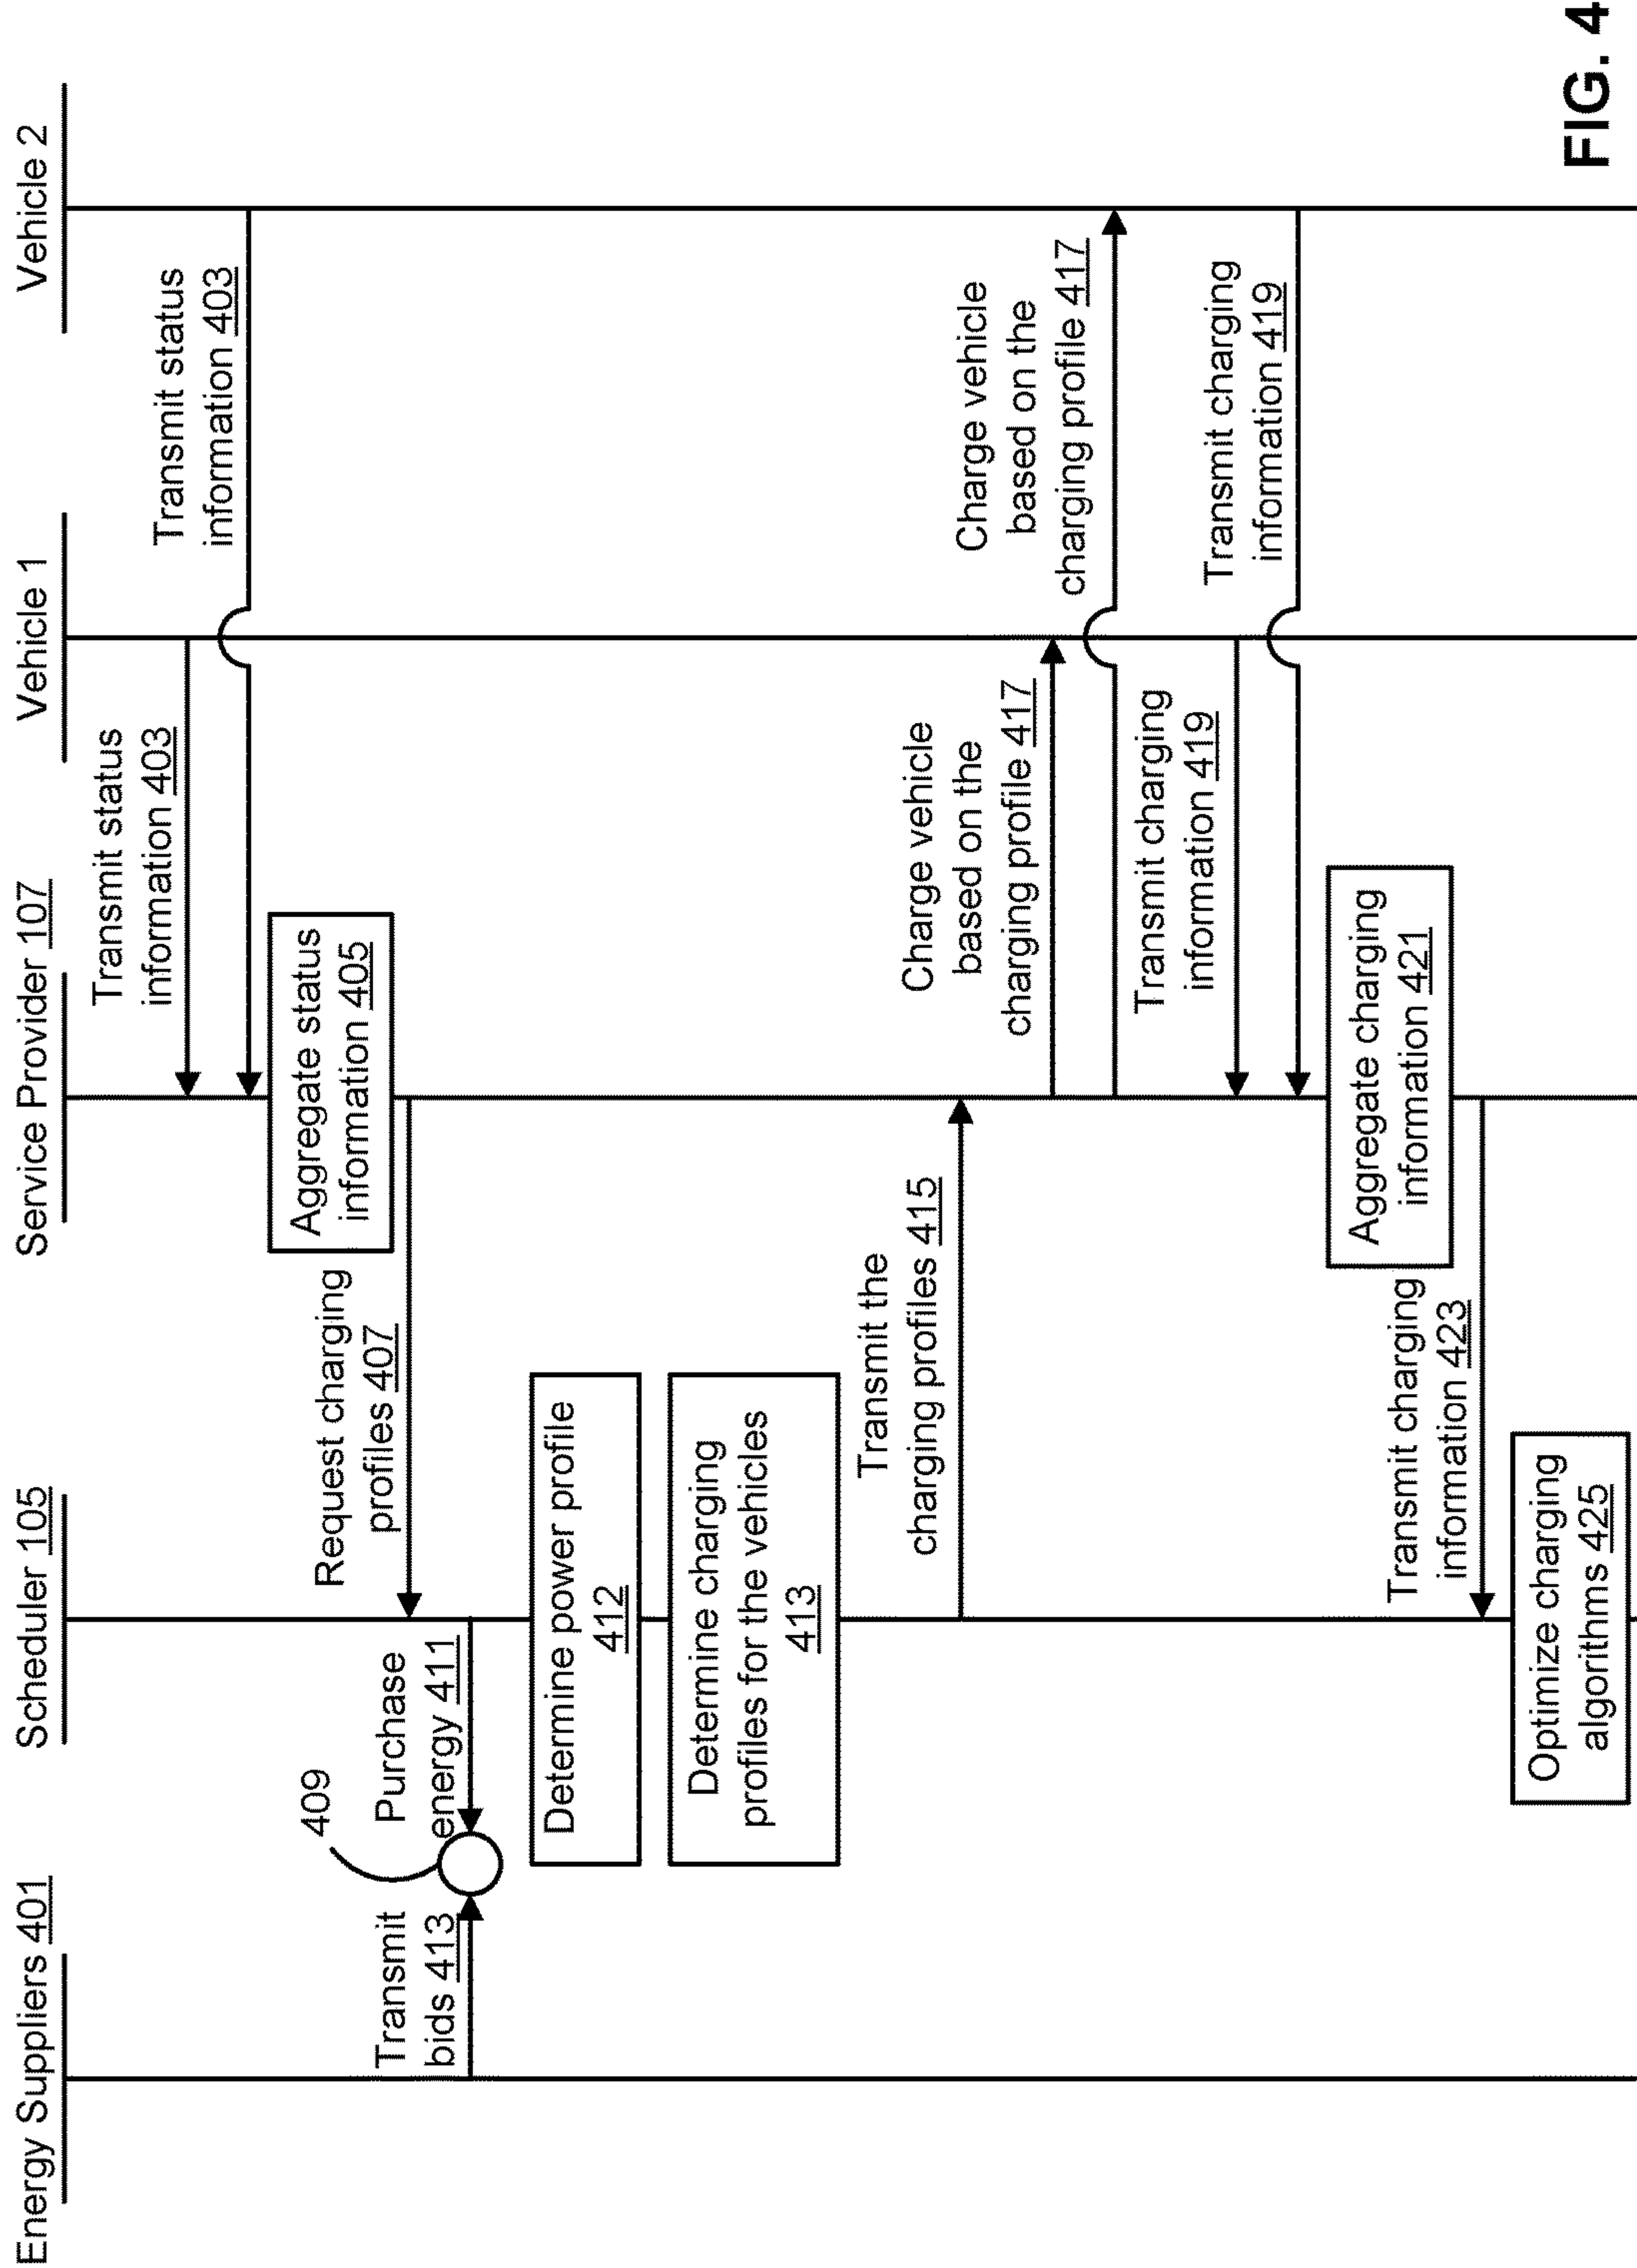 Energy Suppliers 401
Scheduler 105
Service Provider 107
Vehicle 1
Vehicle 2
Transmit status
information 403
Transmit status
information 403
Aggregate status
information 405
Request charging
profiles 407
409
Transmit
bids 413
Purchase
energy 411
Determine power profile
412
Determine charging
profiles for the vehicles
413
Transmit the
charging profiles 415
Charge vehicle
based on the
charging profile 417
Charge vehicle
based on the
charging profile 417
Transmit charging
information 419
Transmit charging
information 419
Aggregate charging
information 421
Transmit charging
information 423
Optimize charging
algorithms 425
FIG. 4